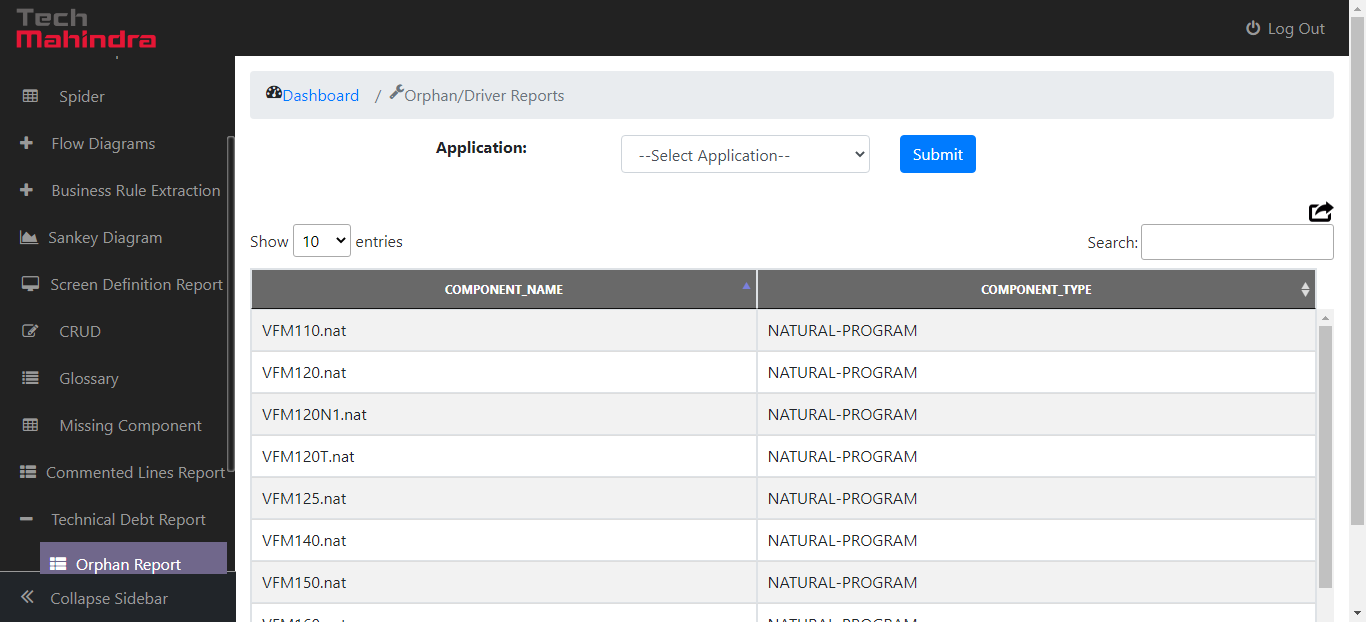 Tech
Mahindra
Log Out
Spider
Flow Diagrams
Business Rule Extraction
Sankey Diagram
Screen Definition Report
CRUD
Glossary
Missing Component
Commented Lines Report
Technical Debt Report
Orphan Report
Collapse Sidebar
Dashboard / Orphan/Driver Reports
Application: --Select Application-- Submit
Show 10 entries Search:
COMPONENT_NAME COMPONENT_TYPE
VFM110.nat NATURAL-PROGRAM
VFM120.nat NATURAL-PROGRAM
VFM120N1.nat NATURAL-PROGRAM
VFM120T.nat NATURAL-PROGRAM
VFM125.nat NATURAL-PROGRAM
VFM140.nat NATURAL-PROGRAM
VFM150.nat NATURAL-PROGRAM